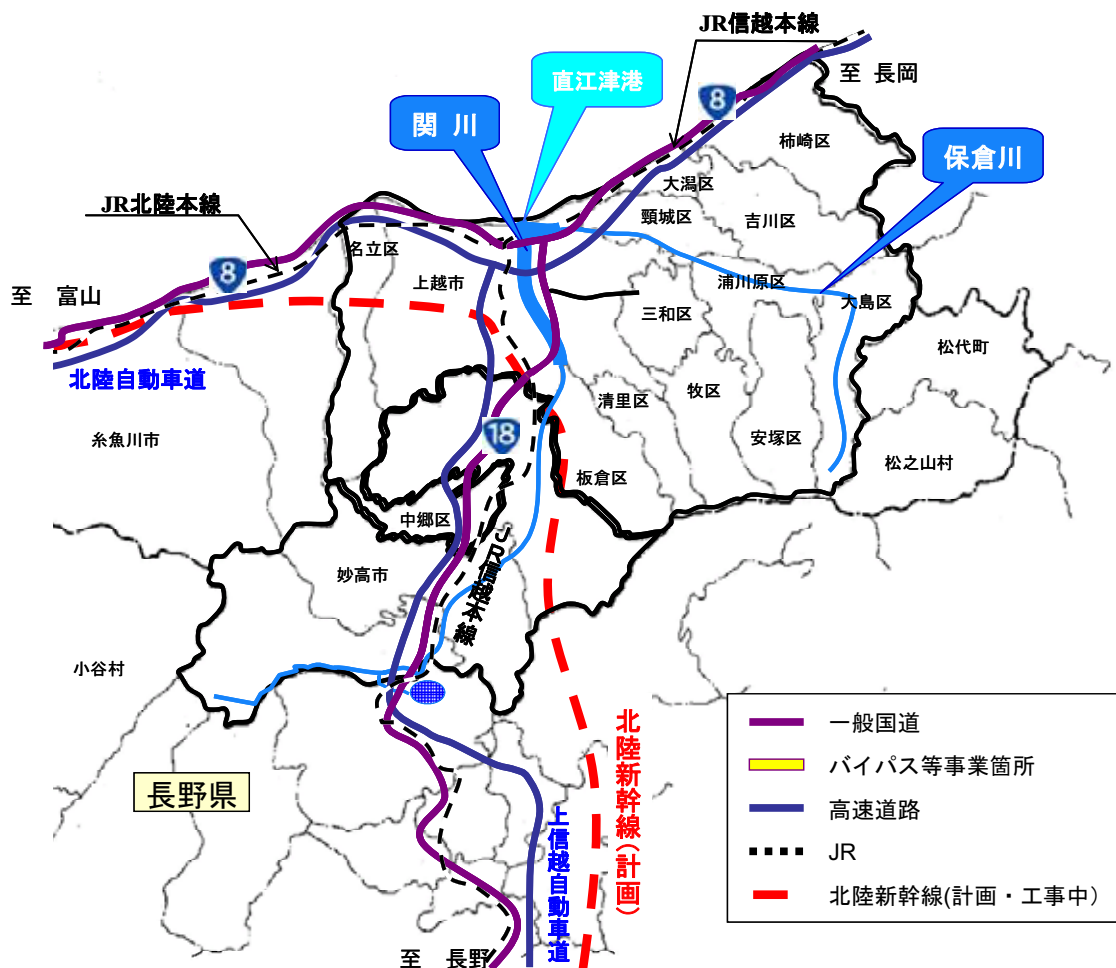 JR信越本線
至 長岡
直江津港
8
関 川
柿崎区
保倉川
大潟区
JR北陸本線
頸城区
吉川区
名立区
8
上越市
浦川原区
大島区
至 富山
三和区
松代町
北陸自動車道
清里区
牧区
糸魚川市
18
安塚区
松之山村
板倉区
中郷区
JR信越本線
妙高市
小谷村
北陸新幹線(計画)
一般国道
バイパス等事業箇所
長野県
高速道路
上信越自動車道
JR
北陸新幹線(計画・工事中)
至 長野